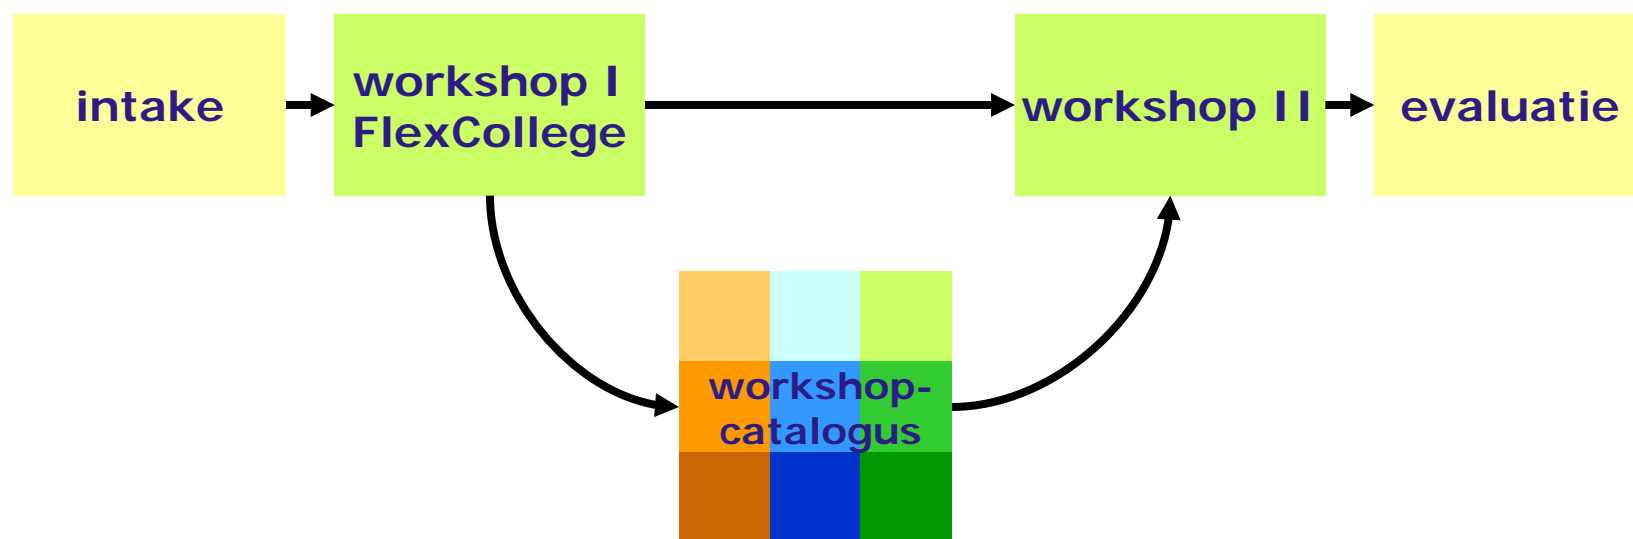 intake
workshop I
FlexCollege
workshop II
evaluatie
workshop-
catalogus